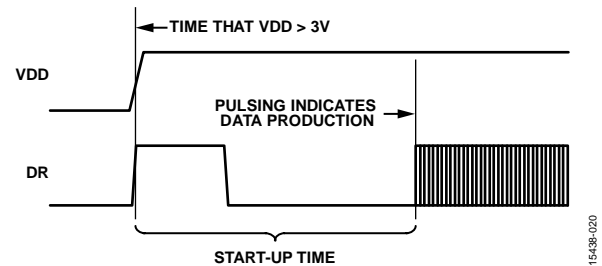 TIME THAT VDD > 3V
VDD
PULSING INDICATES
DATA PRODUCTION
DR
START-UP TIME
15438-020